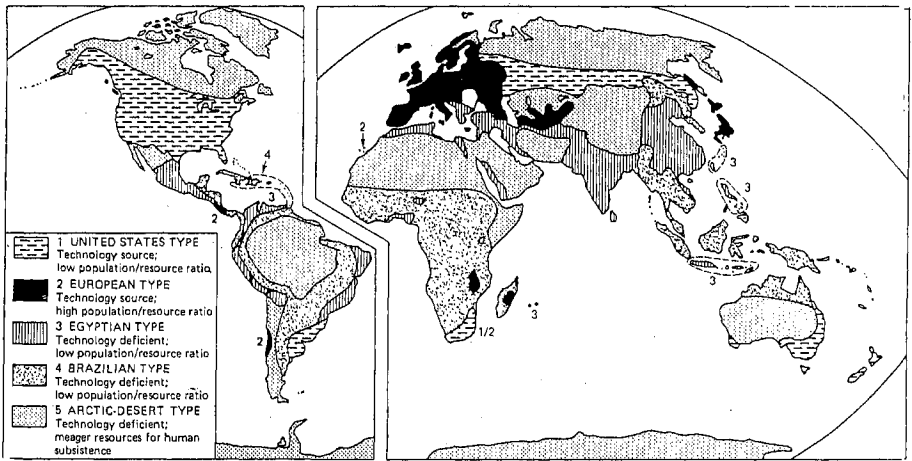 2
4
3
2
1 UNITED STATES TYPE
Technology source;
low population/resource ratio
2 EUROPEAN TYPE
Technology source;
high population/resource ratio
3 EGYPTIAN TYPE
Technology deficient;
low population/resource ratio
4 BRAZILIAN TYPE
Technology deficient;
low population/resource ratio
5 ARCTIC-DESERT TYPE
Technology deficient;
meager resources for human
subsistence
2
3
3
3
3
1/2